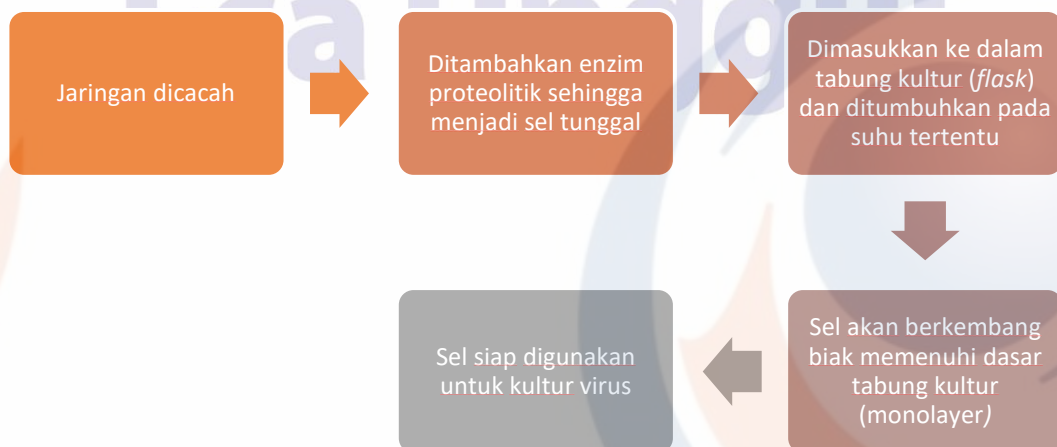 Jaringan dicacah
Ditambahkan enzim
proteolitik sehingga
menjadi sel tunggal
Dimasukkan ke dalam
tabung kultur (flask)
dan ditumbuhkan pada
suhu tertentu
Sel akan berkembang
biak memenuhi dasar
tabung kultur
(monolayer)
Sel siap digunakan
untuk kultur virus